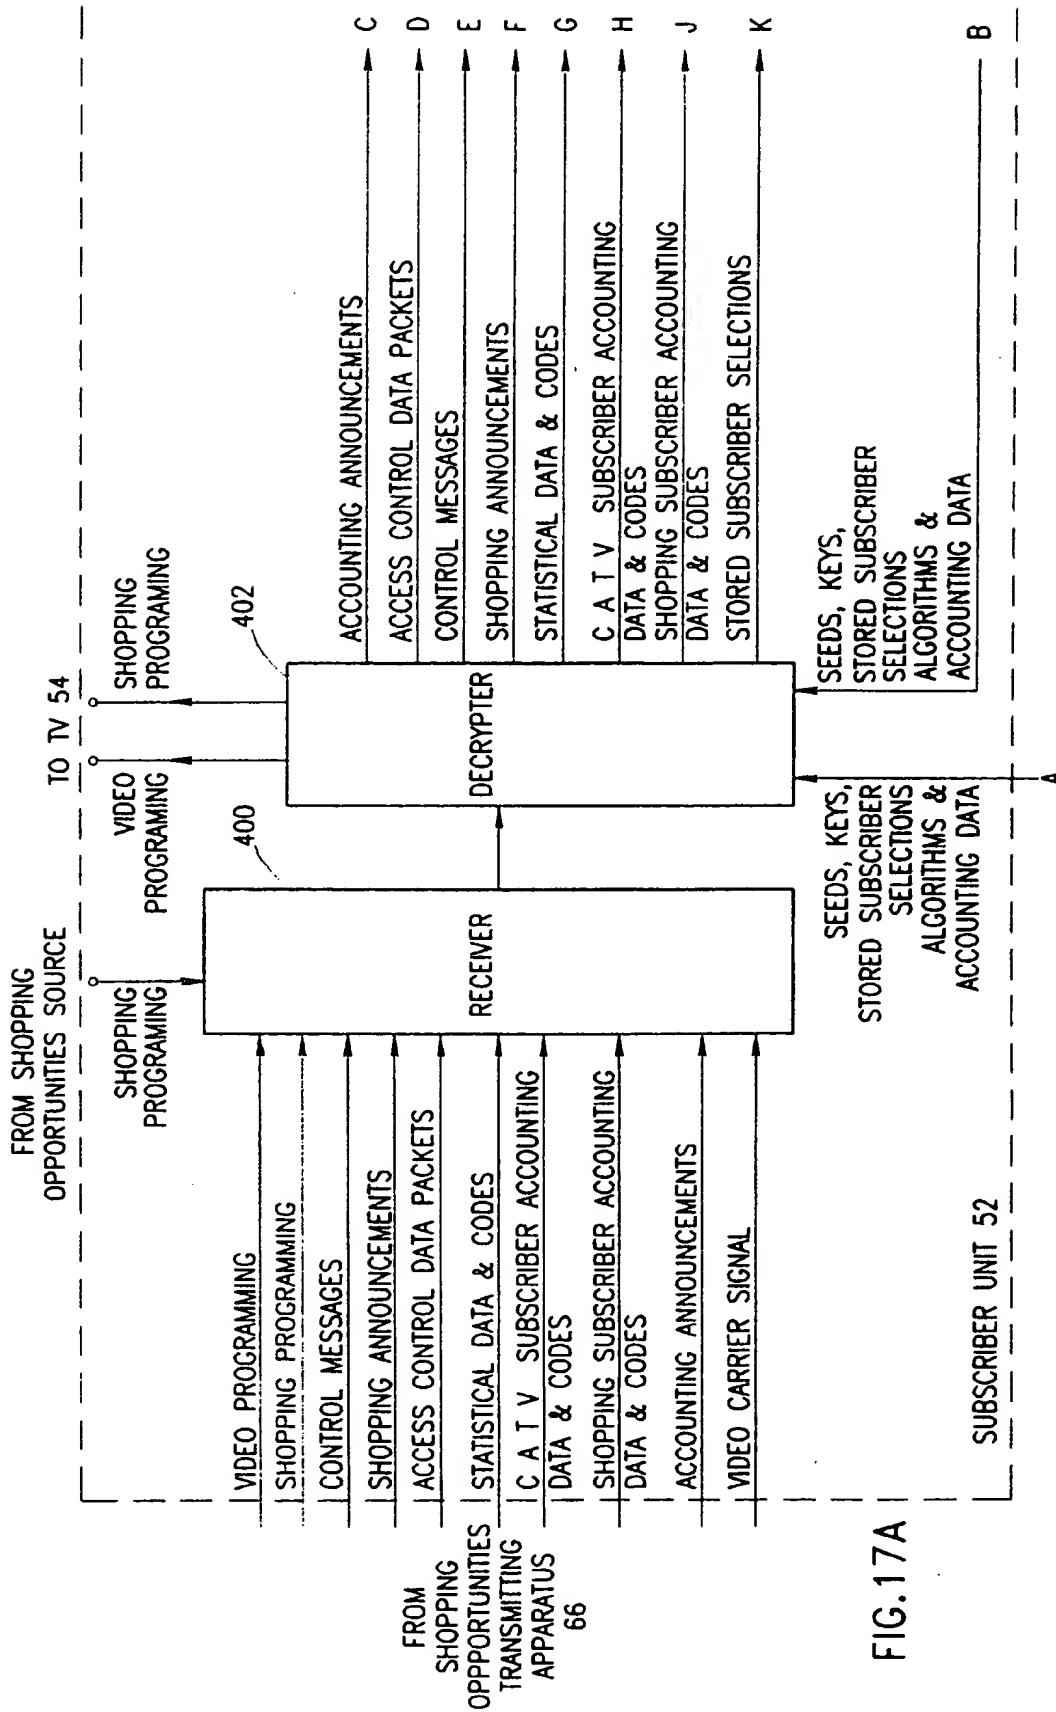 FROM SHOPPING
OPPORTUNITIES SOURCE
SHOPPING
PROGRAMING
TO TV 54
VIDEO
PROGRAMING
SHOPPING
PROGRAMING
400
402
VIDEO PROGRAMMING
SHOPPING PROGRAMMING
CONTROL MESSAGES
SHOPPING ANNOUNCEMENTS
ACCESS CONTROL DATA PACKETS
STATISTICAL DATA & CODES
C A T V SUBSCRIBER ACCOUNTING
DATA & CODES
SHOPPING SUBSCRIBER ACCOUNTING
DATA & CODES
ACCOUNTING ANNOUNCEMENTS
VIDEO CARRIER SIGNAL
FROM
SHOPPING
OPPPORTUNITIES
TRANSMITTING
APPARATUS
66
RECEIVER
DECRYPTER
ACCOUNTING ANNOUNCEMENTS
C
ACCESS CONTROL DATA PACKETS
D
CONTROL MESSAGES
E
SHOPPING ANNOUNCEMENTS
F
STATISTICAL DATA & CODES
G
C A T V SUBSCRIBER ACCOUNTING
DATA & CODES
H
SHOPPING SUBSCRIBER ACCOUNTING
DATA & CODES
J
STORED SUBSCRIBER SELECTIONS
K
SEEDS, KEYS,
STORED SUBSCRIBER
SELECTIONS
ALGORITHMS &
ACCOUNTING DATA
A
SEEDS, KEYS,
STORED SUBSCRIBER
SELECTIONS
ALGORITHMS &
ACCOUNTING DATA
B
SUBSCRIBER UNIT 52
FIG.17A